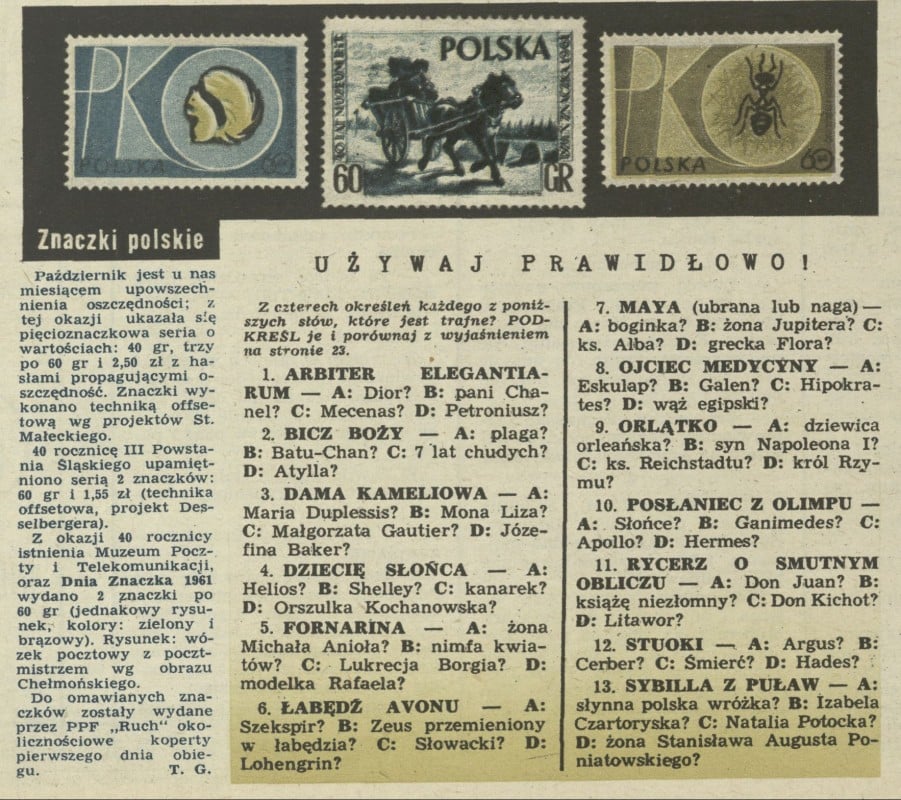 PKO
POLSKA
60 GR
POLSKA
60
GR
PKO
POLSKA
60
Znaczki polskie
Październik jest u nas
miesiącem upowszech-
nienia oszczędności; z
tej okazji ukazała się
pięcioznaczkowa seria o
wartościach: 40 gr, trzy
po 60 gr i 2,50 zł z ha-
słami propagującymi o-
szczędność. Znaczki wy-
konano techniką offse-
tową wg projektów St.
Małeckiego.
40 rocznicę III Powsta-
nia Śląskiego upamięt-
niono serią 2 znaczków:
60 gr i 1,55 zł (technika
offsetowa, projekt Des-
selbergera).
Z okazji 40 rocznicy
istnienia Muzeum Pocz-
ty i Telekomunikacji,
oraz Dnia Znaczka 1961
wydano 2 znaczki po
60 gr (jednakowy rysu-
nek, kolory: zielony i
brązowy). Rysunek: wó-
zek pocztowy z poczt-
mistrzem wg obrazu
Chełmońskiego.
Do omawianych zna-
czków zostały wydane
przez PPF „Ruch" oko-
licznościowe koperty
pierwszego dnia obie-
gu. T. G.
UŻYWAJ PRAWIDŁOWO!
Z czterech określeń każdego z poniż-
szych słów, które jest trafne? POD-
KREŚL je i porównaj z wyjaśnieniem
na stronie 23.
1. ARBITER ELEGANTIA-
RUM — A: Dior? B: pani Cha-
nel? C: Mecenas? D: Petroniusz?
2. BICZ BOŻY — A: plaga?
B: Batu-Chan? C: 7 lat chudych?
D: Atylla?
3. DAMA KAMELIOWA — A:
Maria Duplessis? B: Mona Liza?
C: Małgorzata Gautier? D: Józe-
fina Baker?
4. DZIECIĘ SŁOŃCA — A:
Helios? B: Shelley? C: kanarek?
D: Orszulka Kochanowska?
5. FORNARINA — A: żona
Michała Anioła? B: nimfa kwia-
tów? C: Lukrecja Borgia? D:
modelka Rafaela?
6. ŁABĘDŹ AVONU — A:
Szekspir? B: Zeus przemieniony
w łabędzia? C: Słowacki? D:
Lohengrin?
7. MAYA (ubrana lub naga) —
A: boginka? B: żona Jupitera? C:
ks. Alba? D: grecka Flora?
8. OJCIEC MEDYCYNY — A:
Eskulap? B: Galen? C: Hipokra-
tes? D: wąż egipski?
9. ORLĄTKO — A: dziewica
orleańska? B: syn Napoleona I?
C: ks. Reichstadtu? D: król Rzy-
mu?
10. POSŁANIEC Z OLIMPU —
A: Słońce? B: Ganimedes? C:
Apollo? D: Hermes?
11. RYCERZ O SMUTNYM
OBLICZU — A: Don Juan? B:
książę niezłomny? C: Don Kichot?
D: Litawor?
12. STUOKI — A: Argus? B:
Cerber? C: Śmierć? D: Hades?
13. SYBILLA Z PUŁAW — A:
słynna polska wróżka? B: Izabela
Czartoryska? C: Natalia Potocka?
D: żona Stanisława Augusta Po-
niatowskiego?